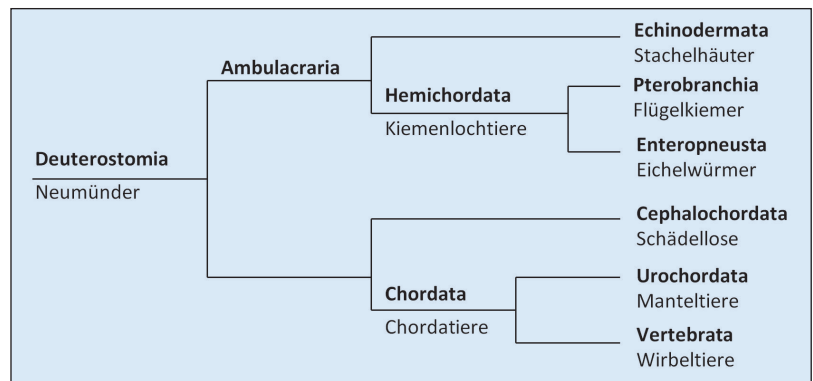 Echinodermata
Stachelhäuter
Ambulacraria
Pterobranchia
Flügelkiemer
Hemichordata
Kiemenlochtiere
Enteropneusta
Eichelwürmer
Deuterostomia
Neumünder
Cephalochordata
Schädellose
Urochordata
Manteltiere
Chordata
Chordatiere
Vertebrata
Wirbeltiere